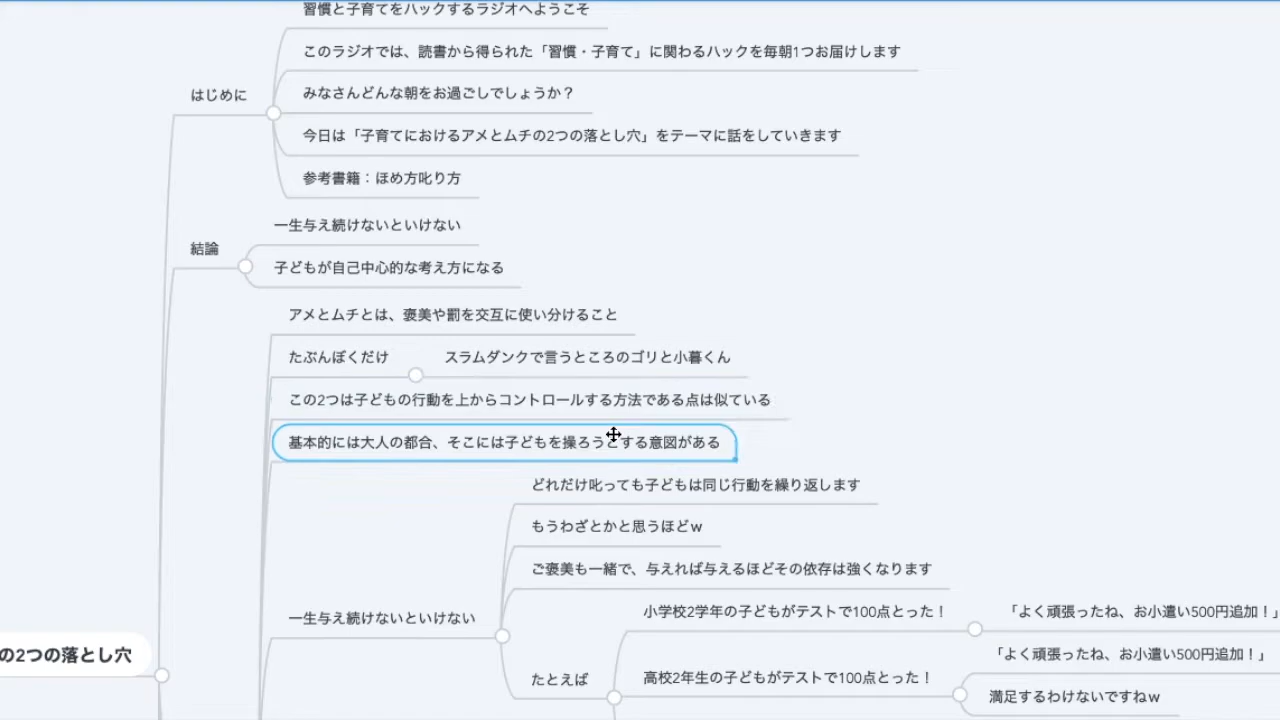 習慣と子育てをハックするラジオへようこそ
このラジオでは、読書から得られた「習慣・子育て」に関わるハックを毎朝1つお届けします
はじめに
みなさんどんな朝をお過ごしでしょうか？
今日は「子育てにおけるアメとムチの2つの落とし穴」をテーマに話をしていきます
参考書籍：ほめ方叱り方
一生与え続けないといけない
結論
子どもが自己中心的な考え方になる
アメとムチとは、褒美や罰を交互に使い分けること
たぶんぼくだけ
スラムダンクで言うところのゴリと小暮くん
この2つは子どもの行動を上からコントロールする方法である点は似ている
基本的には大人の都合、そこには子どもを操ろうとする意図がある
どれだけ叱っても子どもは同じ行動を繰り返します
もうわざとかと思うほどｗ
ご褒美も一緒で、与えれば与えるほどその依存は強くなります
一生与え続けないといけない
小学校2学年の子どもがテストで100点とった！
「よく頑張ったね、お小遣い500円追加！」
の2つの落とし穴
「よく頑張ったね、お小遣い500円追加！」
たとえば
高校2年生の子どもがテストで100点とった！
満足するわけないですねｗ